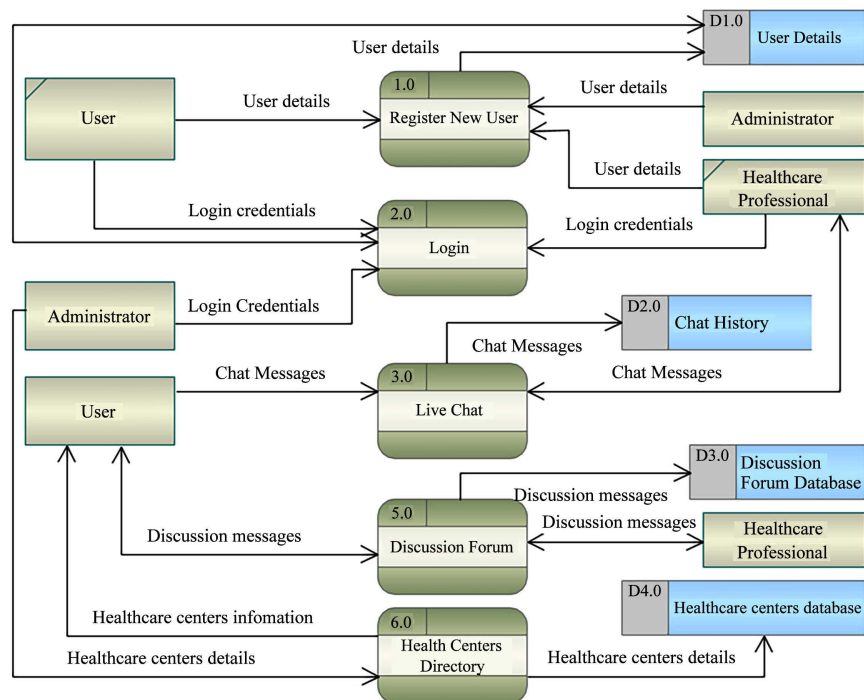 D1.0
User Details
User details
1.0
User details
User details
User
Register New User
Administrator
User details
Healthcare
Professional
Login credentials
2.0
Login credentials
Login
Login Credentials
Administrator
D2.0
Chat History
Chat Messages
Chat Messages
3.0
Chat Messages
User
Live Chat
D3.0
Discussion
Forum Database
Discussion messages
5.0
Discussion messages
Discussion messages
Discussion Forum
Healthcare
Professional
D4.0
Healthcare centers database
Healthcare centers infomation
6.0
Health Centers
Directory
Healthcare centers details
Healthcare centers details